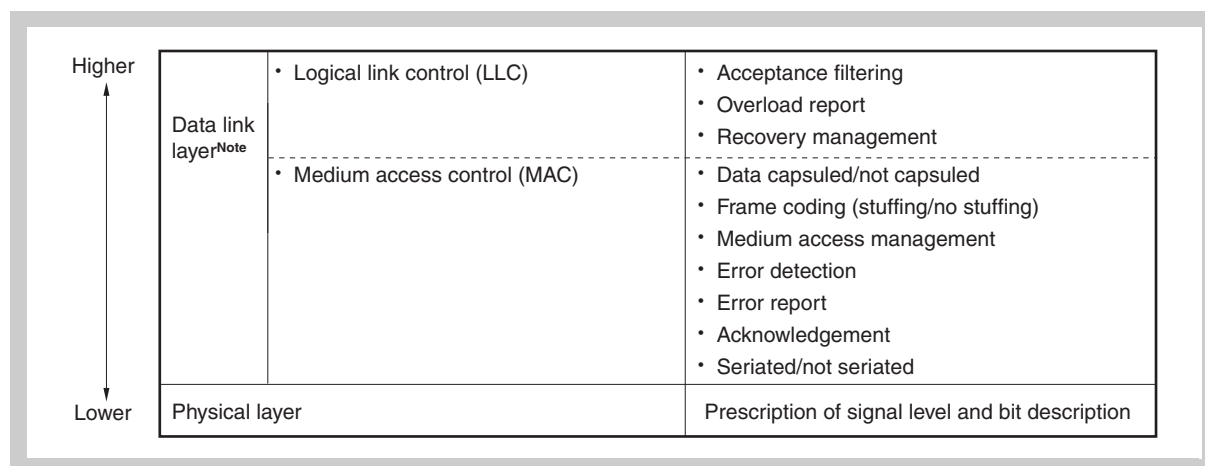 Higher
Data link
layerNote
• Logical link control (LLC)
• Acceptance filtering
• Overload report
• Recovery management
• Medium access control (MAC)
• Data capsuled/not capsuled
• Frame coding (stuffing/no stuffing)
• Medium access management
• Error detection
• Error report
• Acknowledgement
• Seriated/not seriated
Lower
Physical layer
Prescription of signal level and bit description